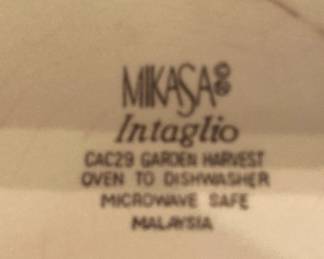 MIKASA®
Intaglio
CAC29 GARDEN HARVEST
OVEN TO DISHWASHER
MICROWAVE SAFE
MALAYSIA